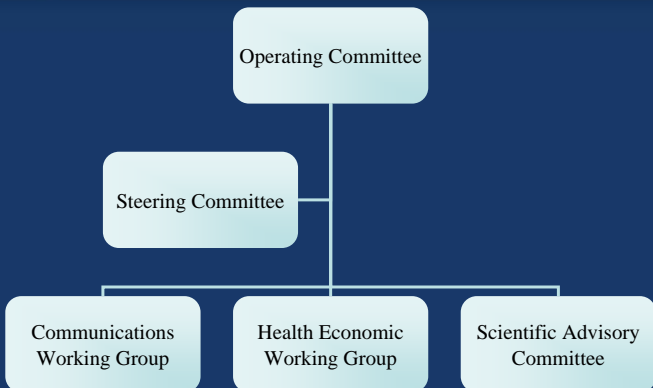 Operating Committee
Steering Committee
Communications
Working Group
Health Economic
Working Group
Scientific Advisory
Committee